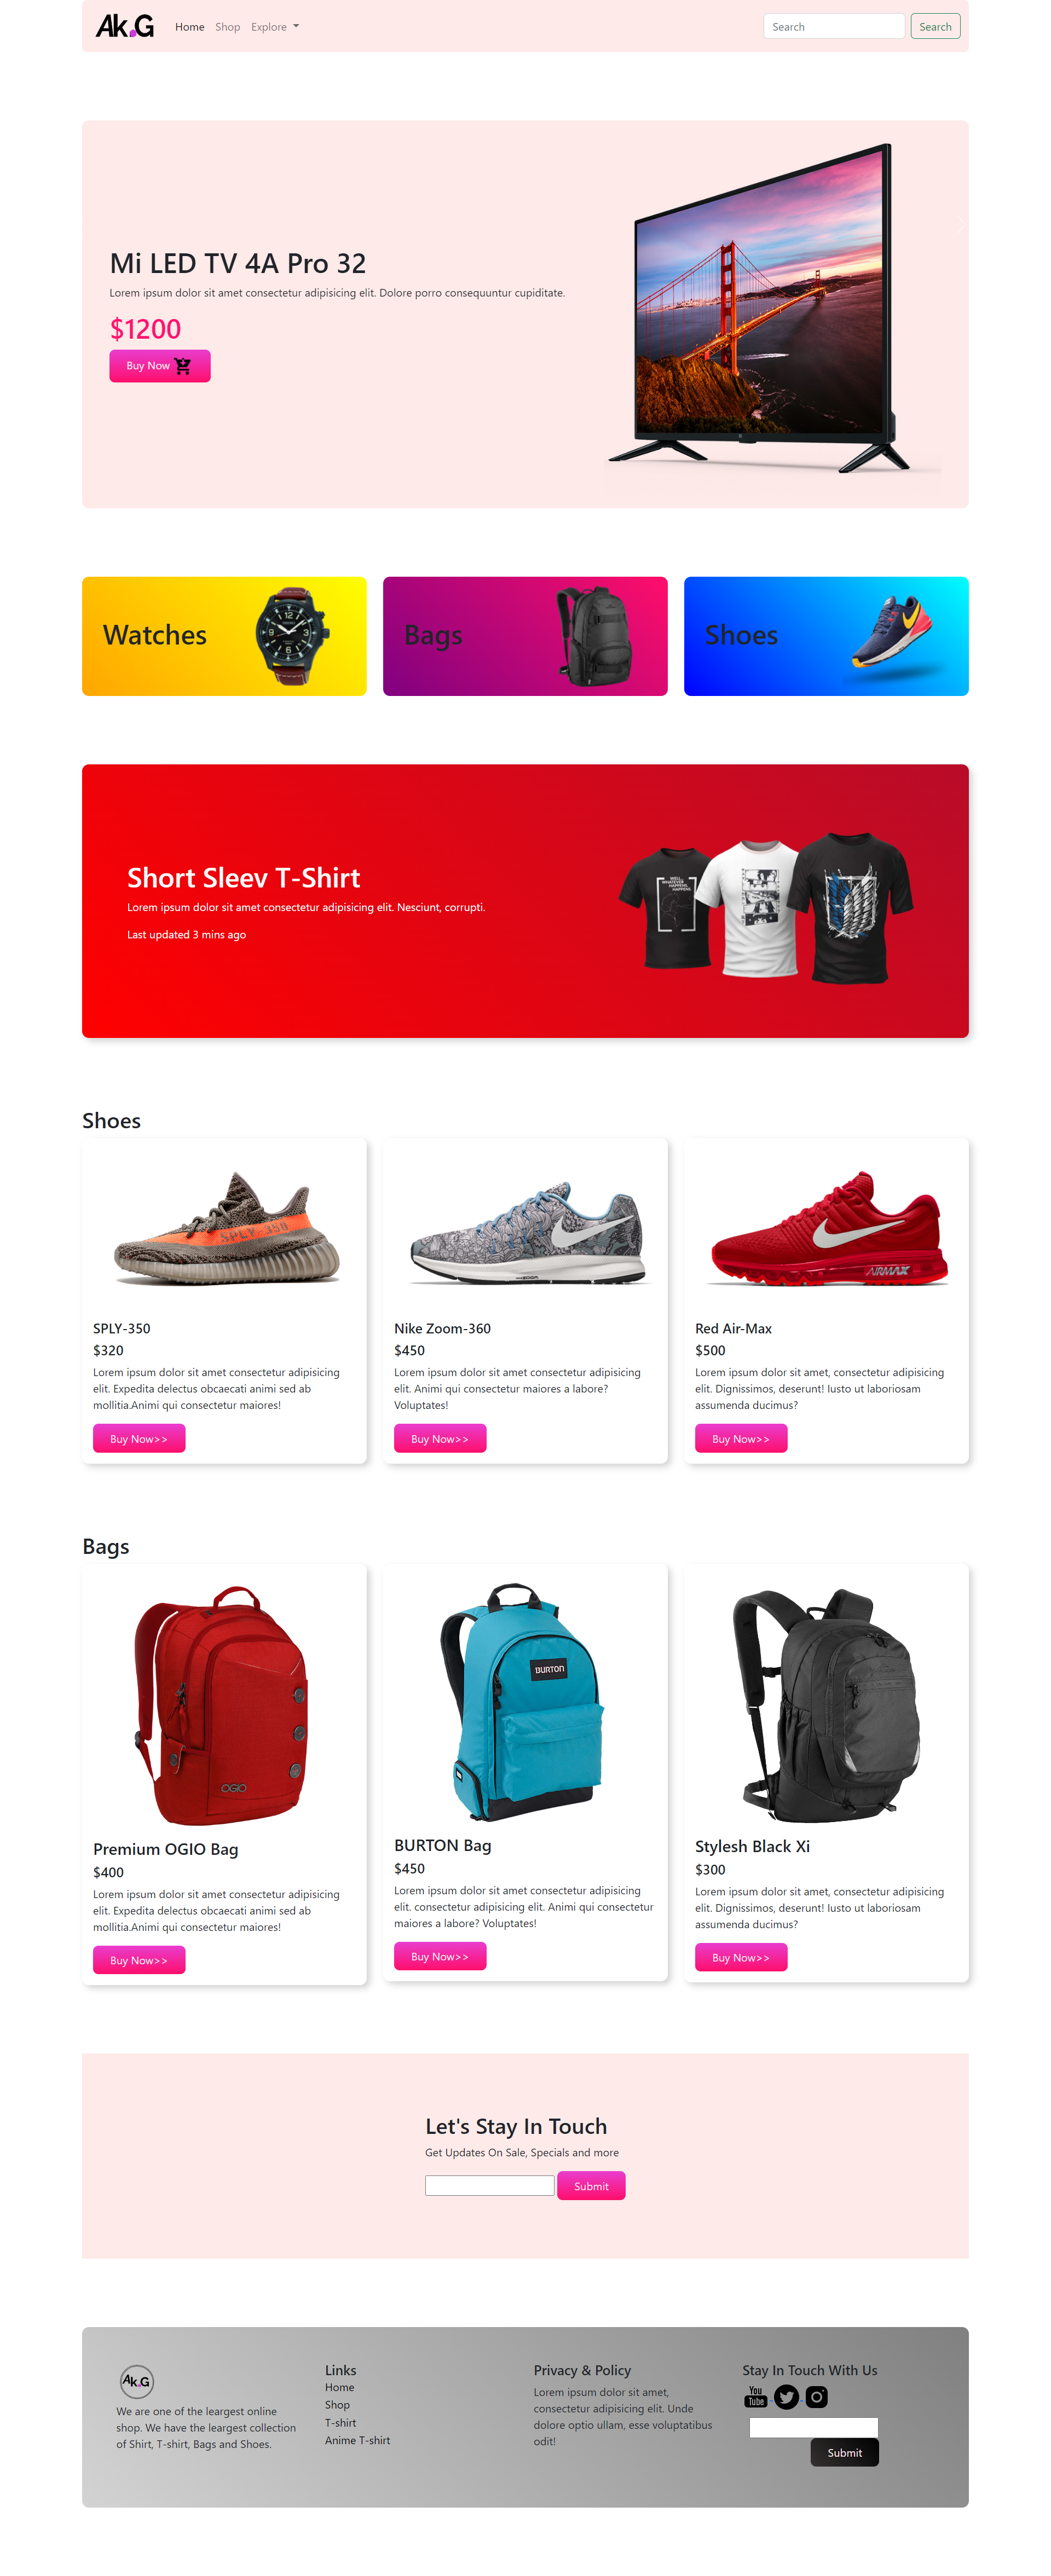 Ak.G
Home Shop Explore
Search Search
Mi LED TV 4A Pro 32
Lorem ipsum dolor sit amet consectetur adipisicing elit. Dolore porro consequuntur cupiditate.
$1200
Buy Now
Watches
Bags
Shoes
Short Sleev T-Shirt
Lorem ipsum dolor sit amet consectetur adipisicing elit. Nesciunt, corrupti.
Last updated 3 mins ago
WELL,
WHATEVER
HAPPENS,
HAPPENS
Shoes
SPLY-350
SPLY-350
$320
Lorem ipsum dolor sit amet consectetur adipisicing
elit. Expedita delectus obcaecati animi sed ab
mollitia.Animi qui consectetur maiores!
Buy Now>>
ZOOM
Nike Zoom-360
$450
Lorem ipsum dolor sit amet consectetur adipisicing
elit. Animi qui consectetur maiores a labore?
Voluptates!
Buy Now>>
AIRMAX
Red Air-Max
$500
Lorem ipsum dolor sit amet, consectetur adipisicing
elit. Dignissimos, deserunt! Iusto ut laboriosam
assumenda ducimus?
Buy Now>>
Bags
OGIO
Premium OGIO Bag
$400
Lorem ipsum dolor sit amet consectetur adipisicing
elit. Expedita delectus obcaecati animi sed ab
mollitia.Animi qui consectetur maiores!
Buy Now>>
BURTON
BURTON Bag
$450
Lorem ipsum dolor sit amet consectetur adipisicing
elit. consectetur adipisicing elit. Animi qui consectetur
maiores a labore? Voluptates!
Buy Now>>
Stylesh Black Xi
$300
Lorem ipsum dolor sit amet, consectetur adipisicing
elit. Dignissimos, deserunt! Iusto ut laboriosam
assumenda ducimus?
Buy Now>>
Let's Stay In Touch
Get Updates On Sale, Specials and more
Submit
Ak.G
We are one of the leargest online
shop. We have the leargest collection
of Shirt, T-shirt, Bags and Shoes.
Links
Home
Shop
T-shirt
Anime T-shirt
Privacy & Policy
Lorem ipsum dolor sit amet,
consectetur adipisicing elit. Unde
dolore optio ullam, esse voluptatibus
odit!
Stay In Touch With Us
You
Tube
Submit